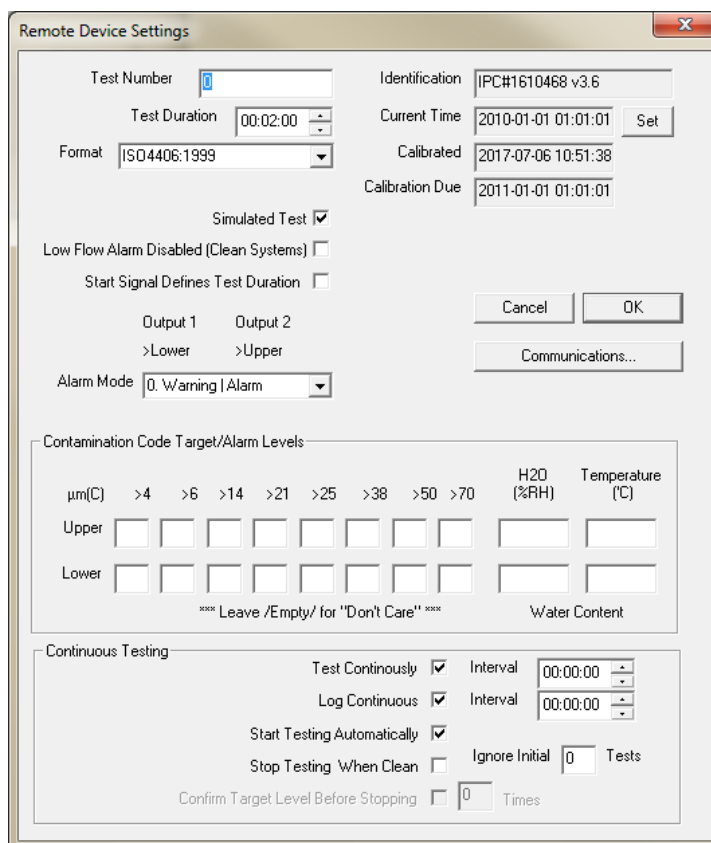 Remote Device Settings
Test Number 0 Identification IPC#1610468 v3.6
Test Duration 00:02:00 Current Time 2010-01-01 01:01:01 Set
Format ISO4406:1999 Calibrated 2017-07-06 10:51:38
Calibration Due 2011-01-01 01:01:01
Simulated Test
Low Flow Alarm Disabled (Clean Systems)
Start Signal Defines Test Duration
Cancel OK
Output 1 Output 2
>Lower >Upper
Communications...
Alarm Mode 0. Warning | Alarm
Contamination Code Target/Alarm Levels
H2O Temperature
µm(C) >4 >6 >14 >21 >25 >38 >50 >70 (%RH) ('C)
Upper
Lower
*** Leave /Empty/ for "Don't Care" *** Water Content
Continuous Testing
Test Continously Interval 00:00:00
Log Continuous Interval 00:00:00
Start Testing Automatically
Stop Testing When Clean Ignore Initial 0 Tests
Confirm Target Level Before Stopping 0 Times